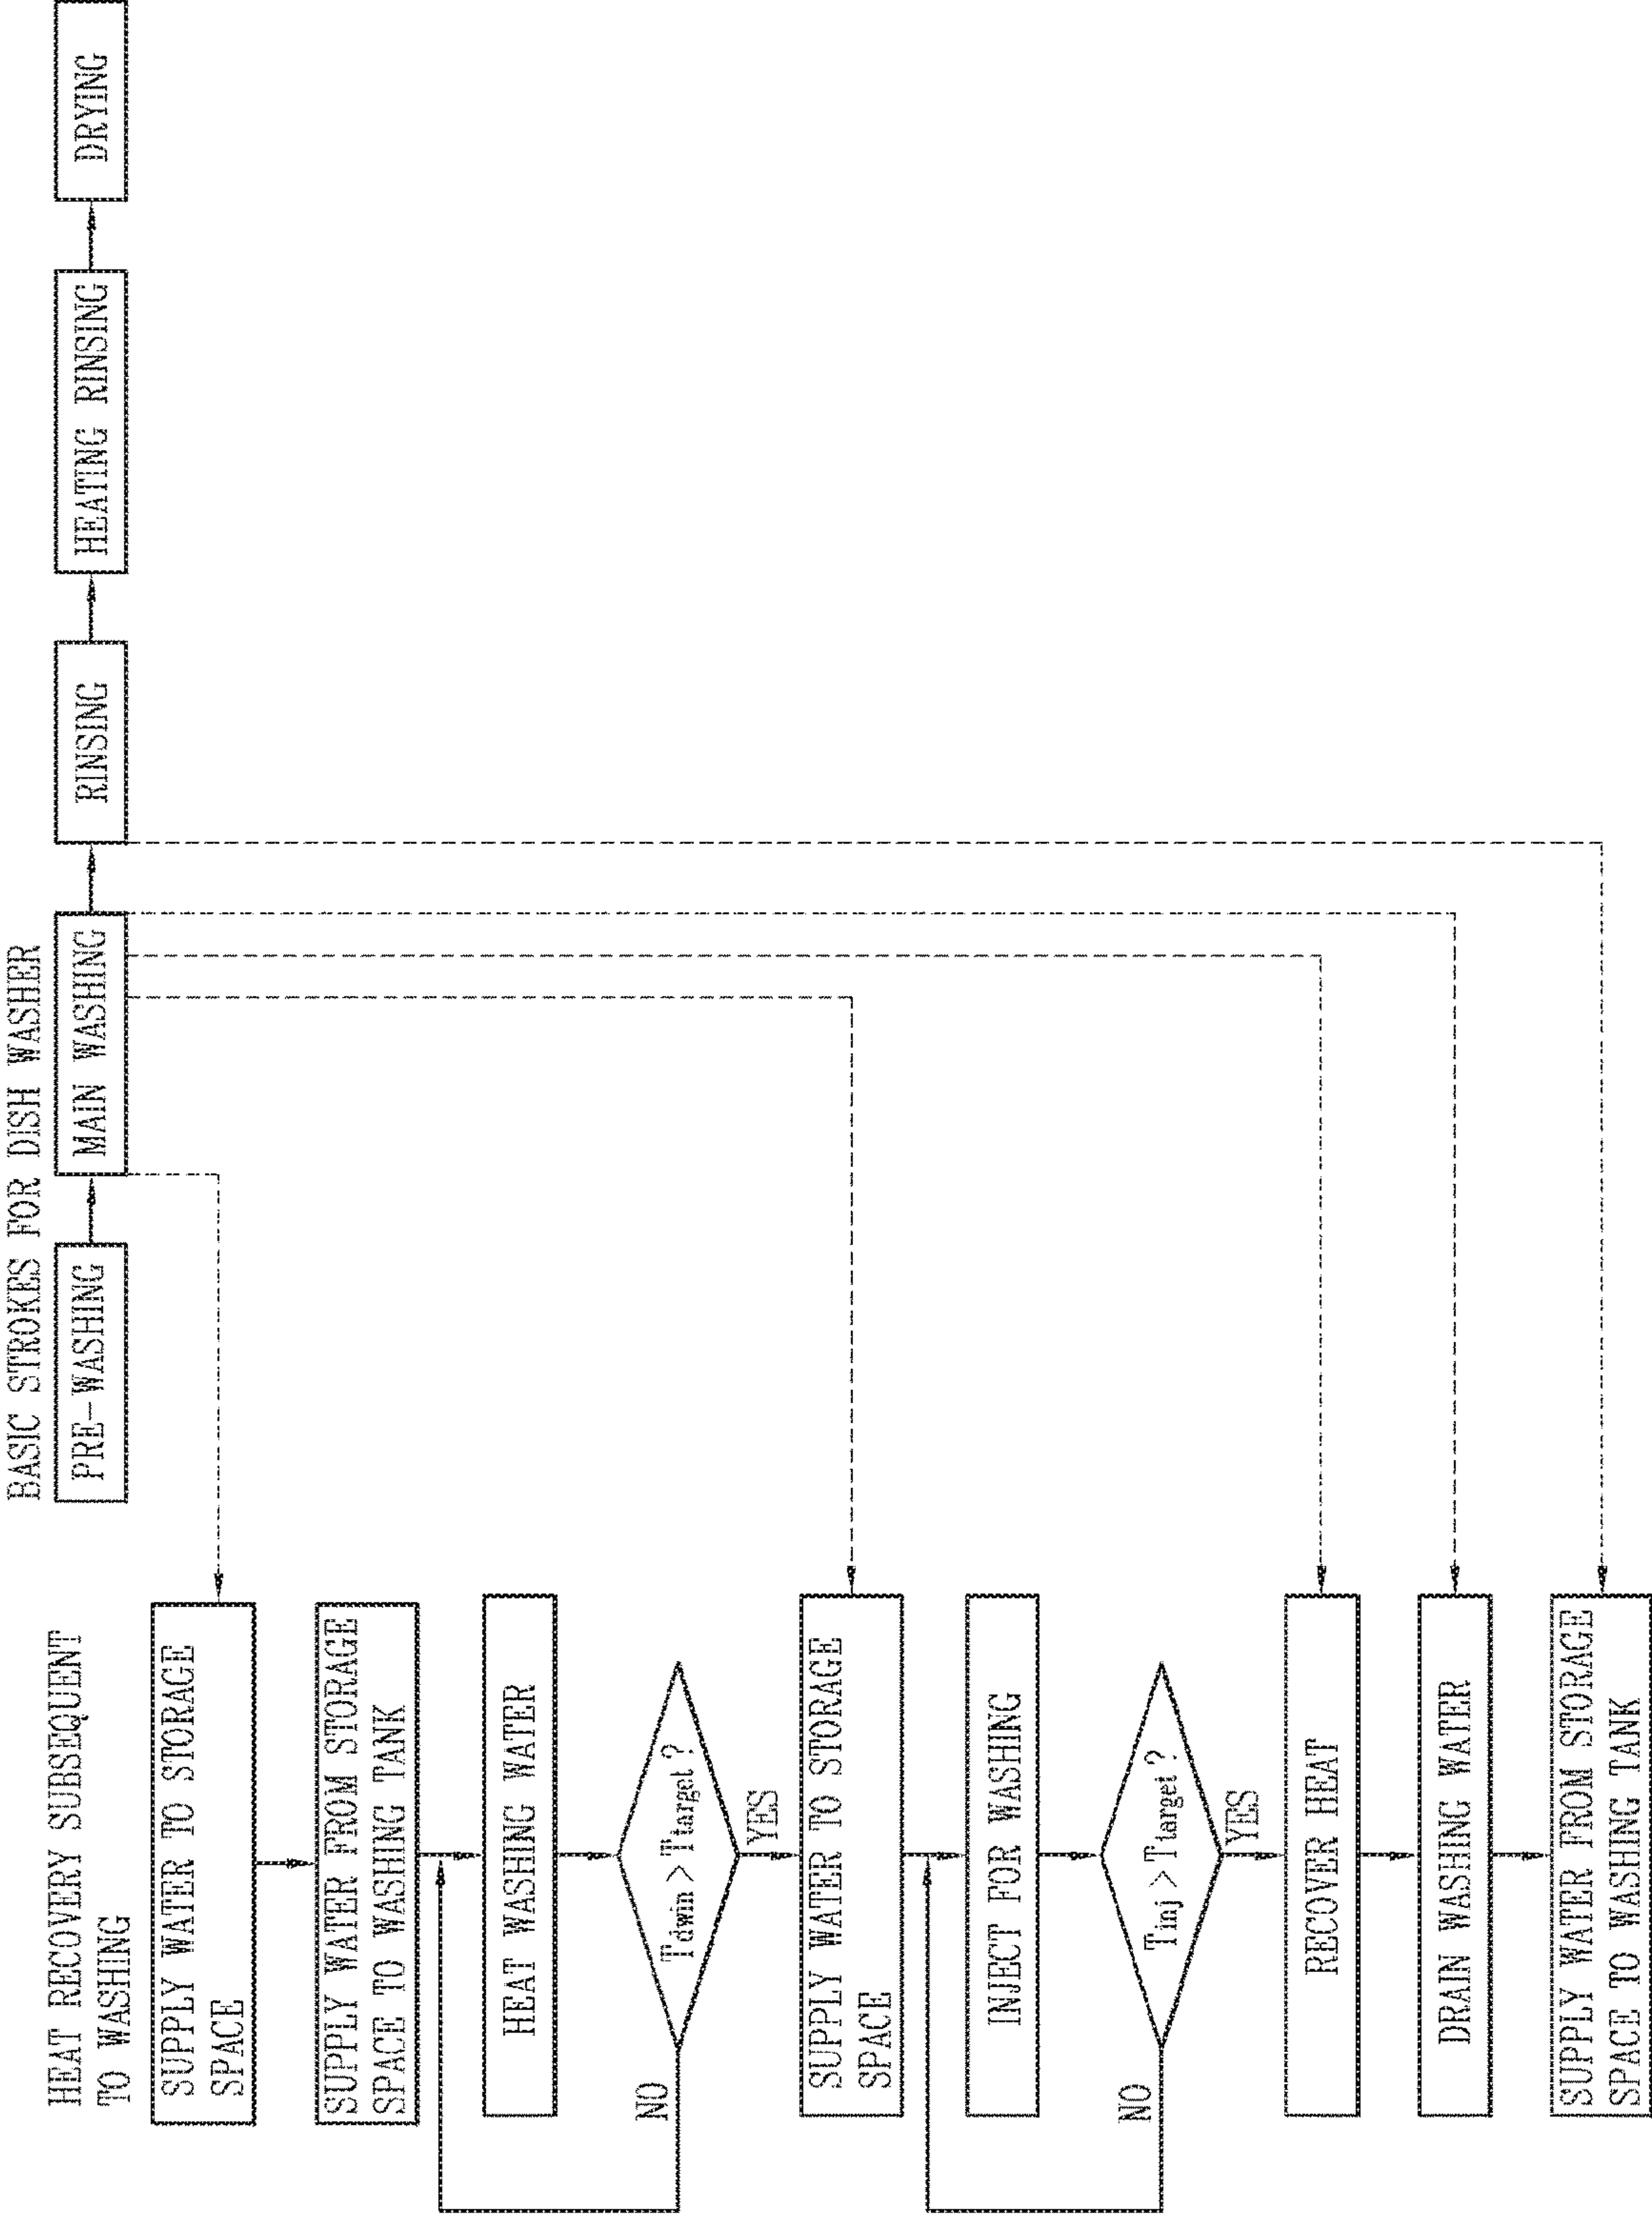 BASIC STROKES FOR DISH WASHER
PRE-WASHING
MAIN WASHING
RINSING
HEATING RINSING
DRYING
HEAT RECOVERY SUBSEQUENT
TO WASHING
SUPPLY WATER TO STORAGE
SPACE
SUPPLY WATER FROM STORAGE
SPACE TO WASHING TANK
HEAT WASHING WATER
Tdwin > Ttarget ?
NO
YES
SUPPLY WATER TO STORAGE
SPACE
INJECT FOR WASHING
Tinj > Ttarget ?
NO
YES
RECOVER HEAT
DRAIN WASHING WATER
SUPPLY WATER FROM STORAGE
SPACE TO WASHING TANK